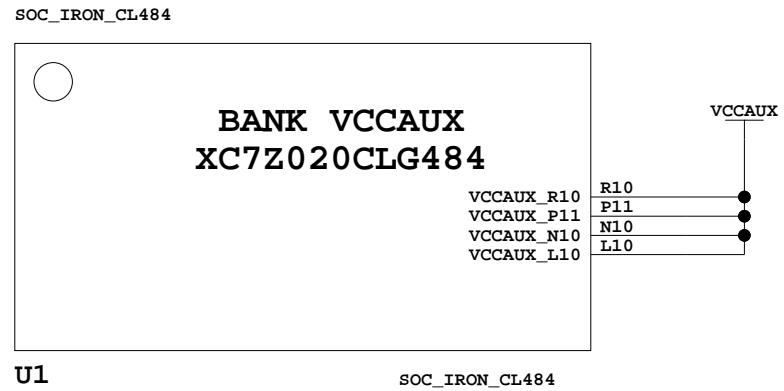 SOC_IRON_CL484
BANK VCCAUX
XC7Z020CLG484
VCCAUX
VCCAUX_R10 R10
VCCAUX_P11 P11
VCCAUX_N10 N10
VCCAUX_L10 L10
U1
SOC_IRON_CL484